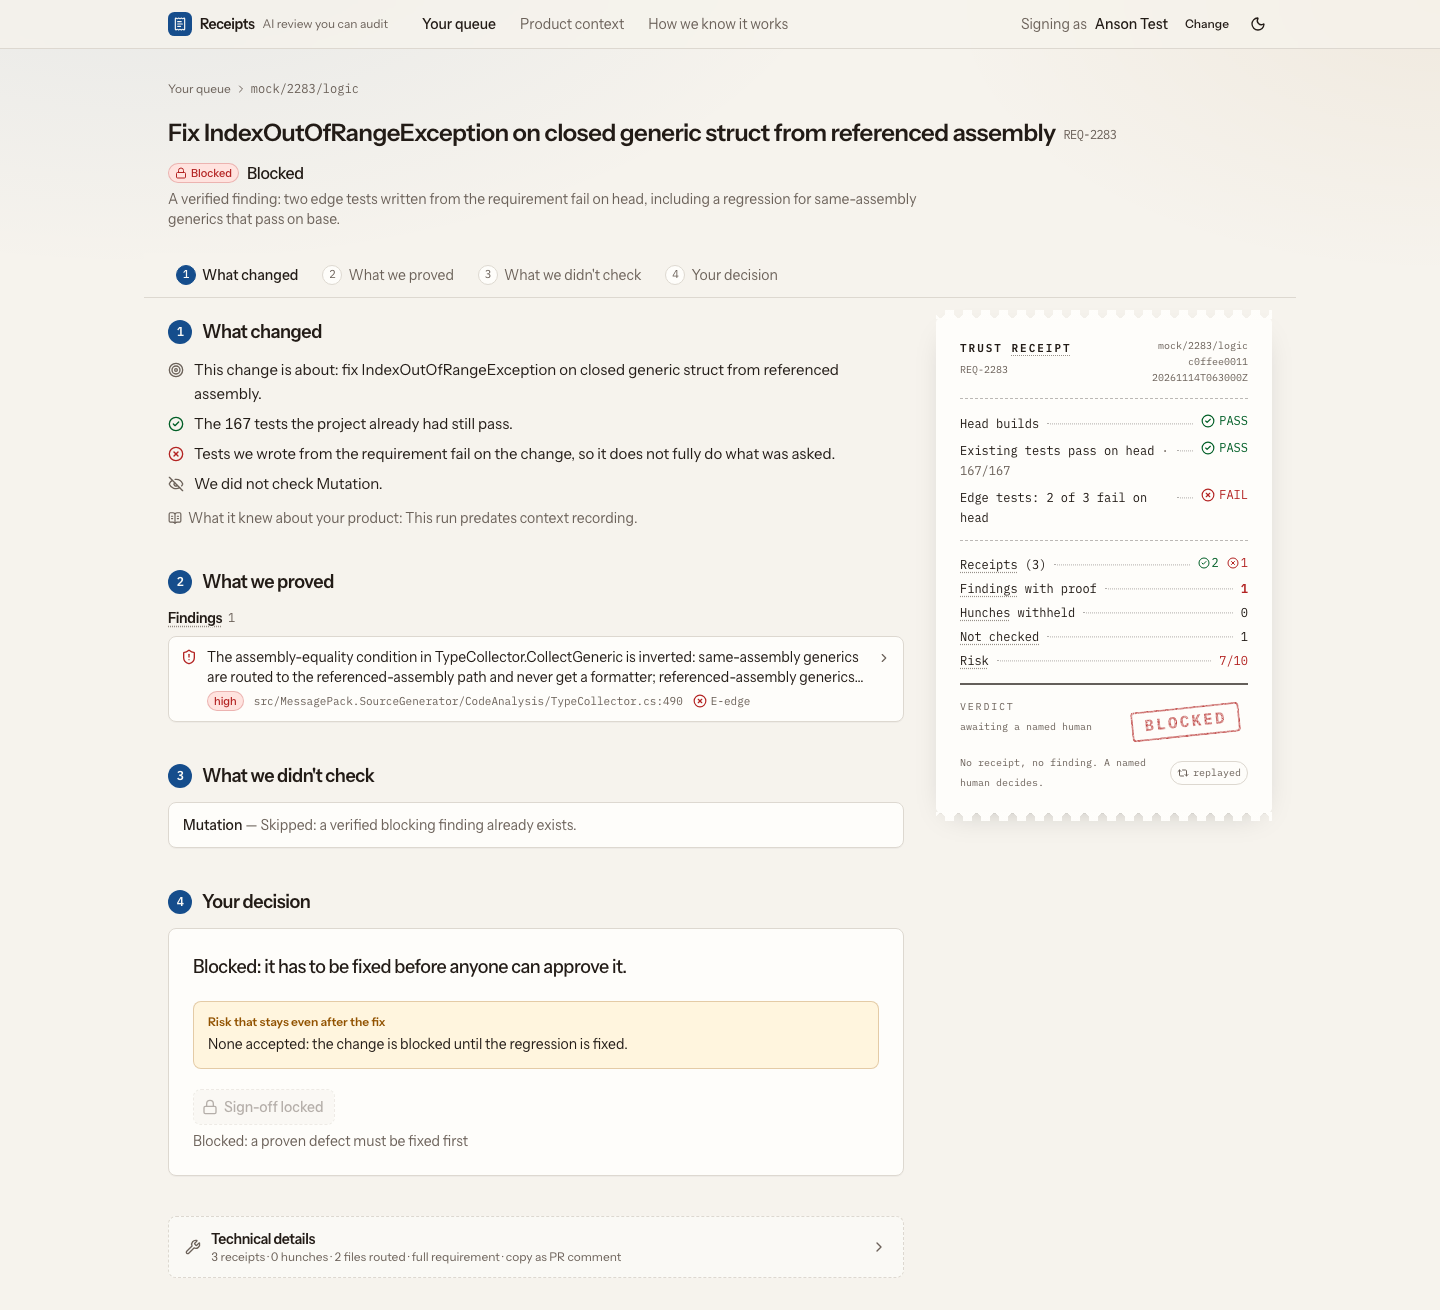 Receipts AI review you can audit Your queue Product context How we know it works Signing as Anson Test Change
Your queue mock/2283/logic
Fix IndexOutOfRangeException on closed generic struct from referenced assembly REQ-2283
Blocked Blocked
A verified finding: two edge tests written from the requirement fail on head, including a regression for same-assembly
generics that pass on base.
1 What changed 2 What we proved 3 What we didn't check 4 Your decision
1 What changed
This change is about: fix IndexOutOfRangeException on closed generic struct from referenced
assembly.
The 167 tests the project already had still pass.
Tests we wrote from the requirement fail on the change, so it does not fully do what was asked.
We did not check Mutation.
What it knew about your product: This run predates context recording.
2 What we proved
Findings 1
The assembly-equality condition in TypeCollector.CollectGeneric is inverted: same-assembly generics
are routed to the referenced-assembly path and never get a formatter; referenced-assembly generics…
high src/MessagePack.SourceGenerator/CodeAnalysis/TypeCollector.cs:490 E-edge
3 What we didn't check
Mutation — Skipped: a verified blocking finding already exists.
4 Your decision
Blocked: it has to be fixed before anyone can approve it.
Risk that stays even after the fix
None accepted: the change is blocked until the regression is fixed.
Sign-off locked
Blocked: a proven defect must be fixed first
Technical details
3 receipts · 0 hunches · 2 files routed · full requirement · copy as PR comment
TRUST RECEIPT
REQ-2283
mock/2283/logic
c0ffee0011
20261114T063000Z
Head builds PASS
Existing tests pass on head · PASS
167/167
Edge tests: 2 of 3 fail on FAIL
head
Receipts (3) 2 1
Findings with proof 1
Hunches withheld 0
Not checked 1
Risk 7/10
VERDICT
awaiting a named human
BLOCKED
No receipt, no finding. A named
human decides.
replayed